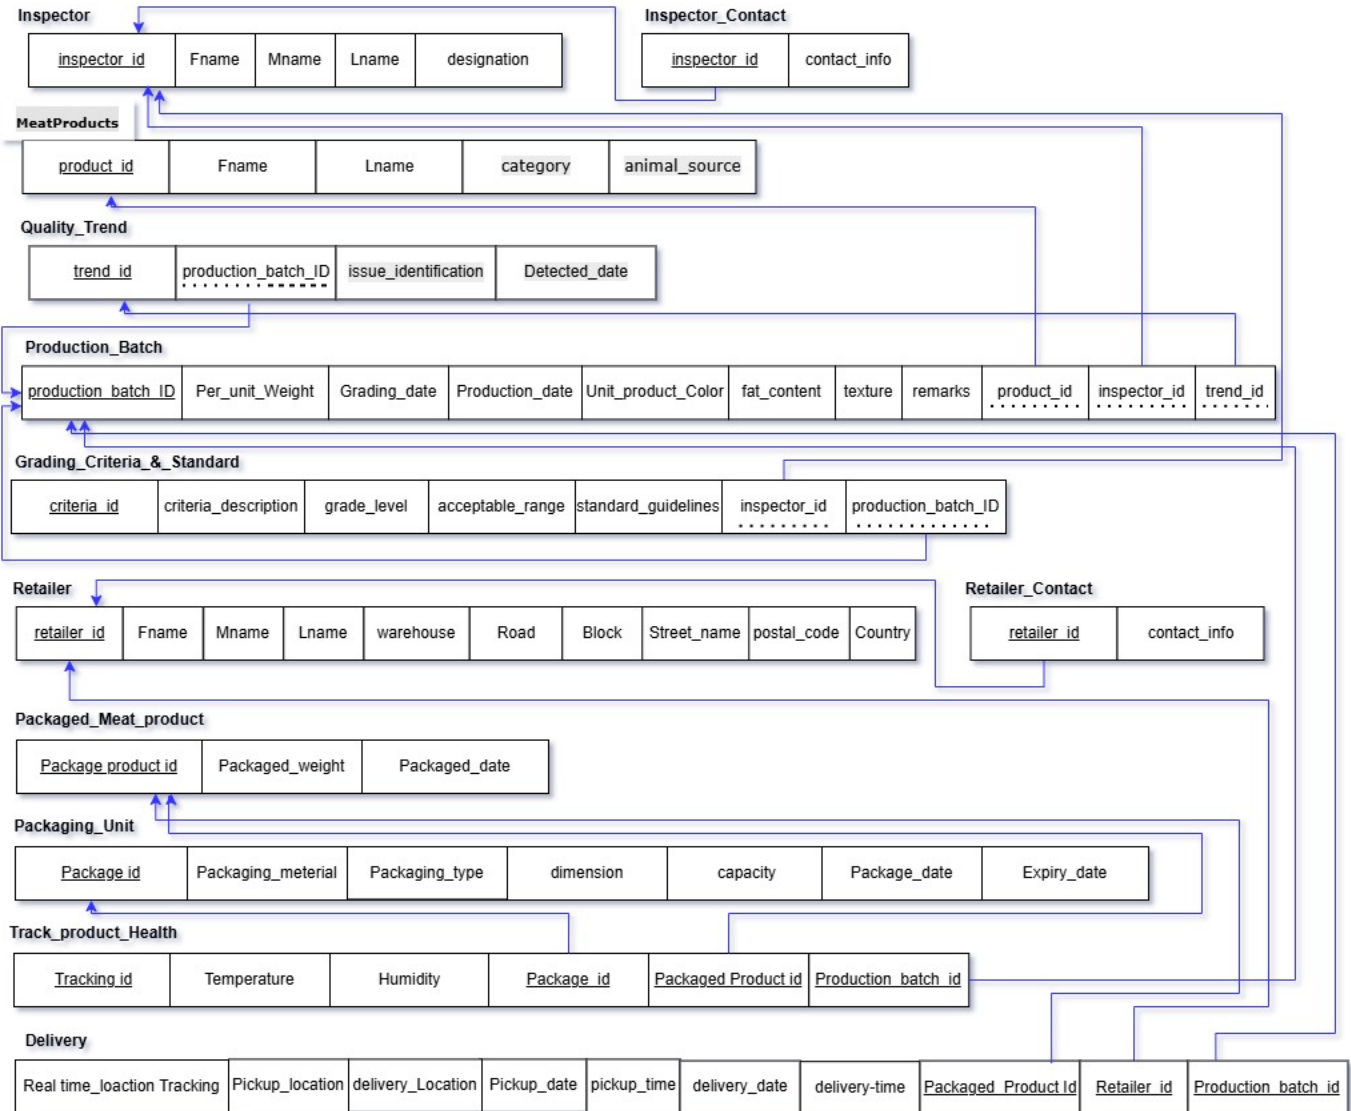 Inspector Inspector_Contact
inspector_id Fname Mname Lname designation inspector_id contact_info
MeatProducts
product_id Fname Lname category animal_source
Quality_Trend
trend_id production_batch_ID issue_identification Detected_date
Production_Batch
production_batch_ID Per_unit_Weight Grading_date Production_date Unit_product_Color fat_content texture remarks product_id inspector_id trend_id
Grading_Criteria_&_Standard
criteria_id criteria_description grade_level acceptable_range standard_guidelines inspector_id production_batch_ID
Retailer Retailer_Contact
retailer_id Fname Mname Lname warehouse Road Block Street_name postal_code Country retailer_id contact_info
Packaged_Meat_product
Package product id Packaged_weight Packaged_date
Packaging_Unit
Package id Packaging_meterial Packaging_type dimension capacity Package_date Expiry_date
Track_product_Health
Tracking id Temperature Humidity Package_id Packaged Product id Production_batch_id
Delivery
Real time_loaction Tracking Pickup_location delivery_Location Pickup_date pickup_time delivery_date delivery-time Packaged_Product Id Retailer_id Production_batch_id